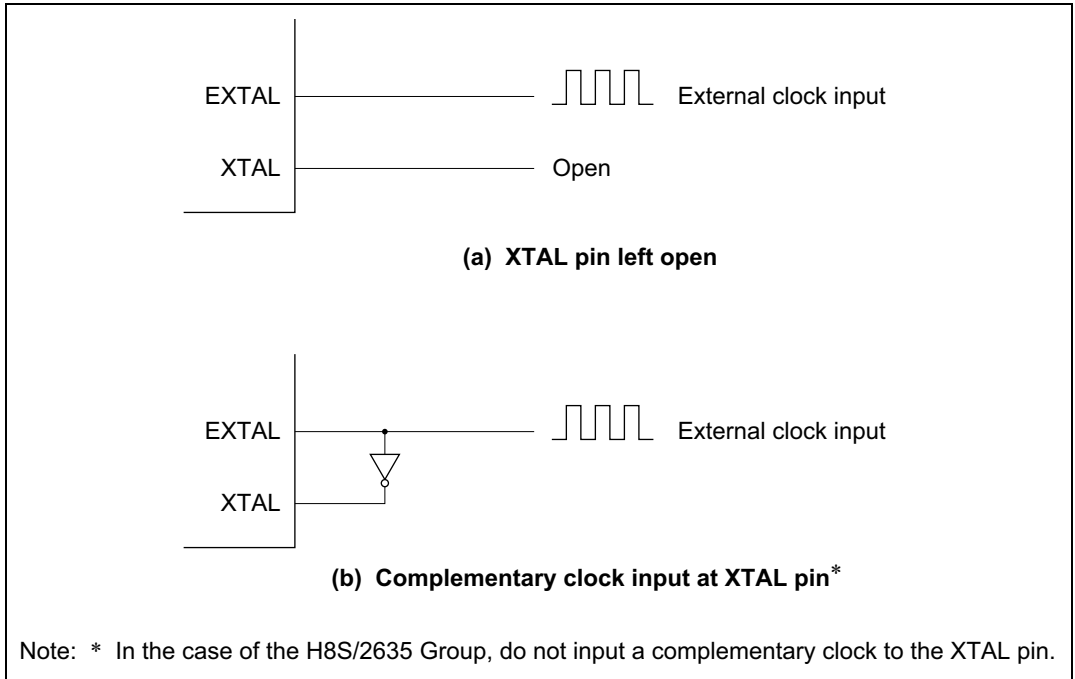 EXTAL External clock input
XTAL Open
(a) XTAL pin left open
EXTAL External clock input
XTAL
(b) Complementary clock input at XTAL pin*
Note: * In the case of the H8S/2635 Group, do not input a complementary clock to the XTAL pin.